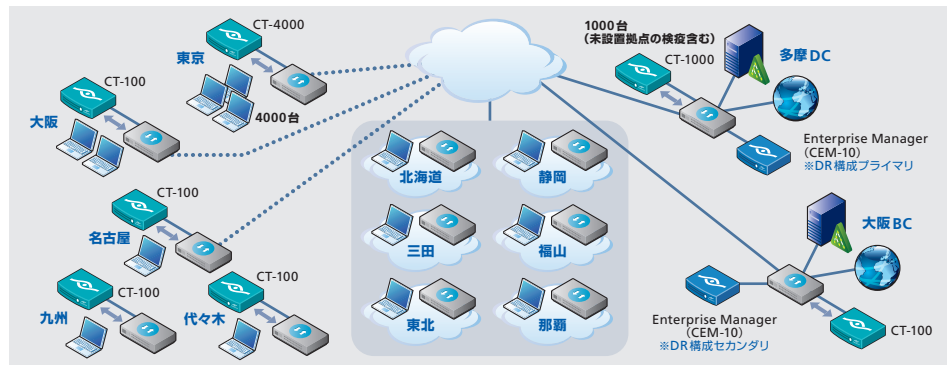 CT-4000
東京
4000台
CT-100
大阪
CT-100
名古屋
CT-100
九州
CT-100
代々木
北海道
静岡
三田
福山
東北
那覇
1000台
(未設置拠点の検疫含む)
CT-1000
多摩DC
Enterprise Manager
(CEM-10)
※DR構成プライマリ
大阪BC
Enterprise Manager
(CEM-10)
※DR構成セカンダリ
CT-100